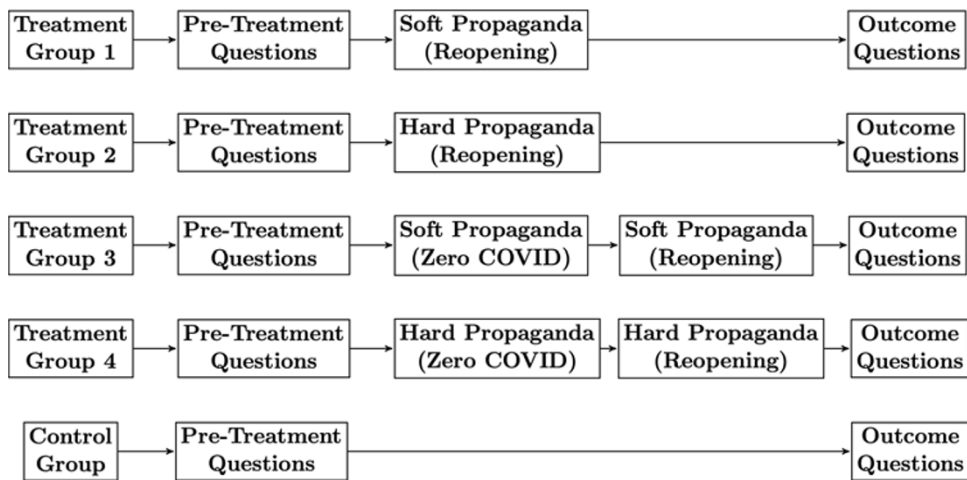 Treatment
Group 1
Pre-Treatment
Questions
Soft Propaganda
(Reopening)
Outcome
Questions
Treatment
Group 2
Pre-Treatment
Questions
Hard Propaganda
(Reopening)
Outcome
Questions
Treatment
Group 3
Pre-Treatment
Questions
Soft Propaganda
(Zero COVID)
Soft Propaganda
(Reopening)
Outcome
Questions
Treatment
Group 4
Pre-Treatment
Questions
Hard Propaganda
(Zero COVID)
Hard Propaganda
(Reopening)
Outcome
Questions
Control
Group
Pre-Treatment
Questions
Outcome
Questions